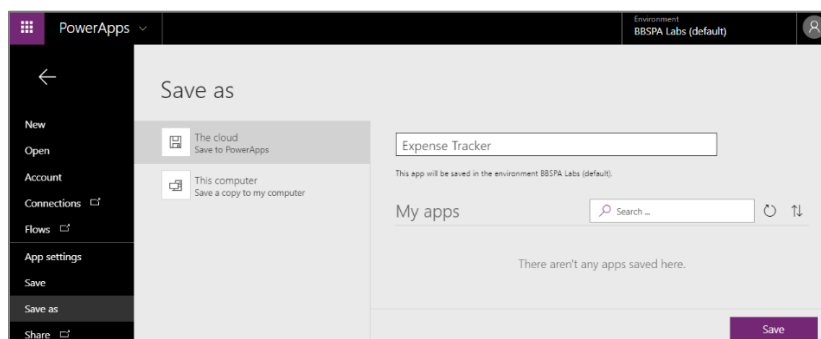 PowerApps
Environment
BBSPA Labs (default)
Save as
New
Open
Account
Connections
Flows
App settings
Save
Save as
Share
The cloud
Save to PowerApps
This computer
Save a copy to my computer
Expense Tracker
This app will be saved in the environment BBSPA Labs (default).
My apps
Search ...
There aren't any apps saved here.
Save